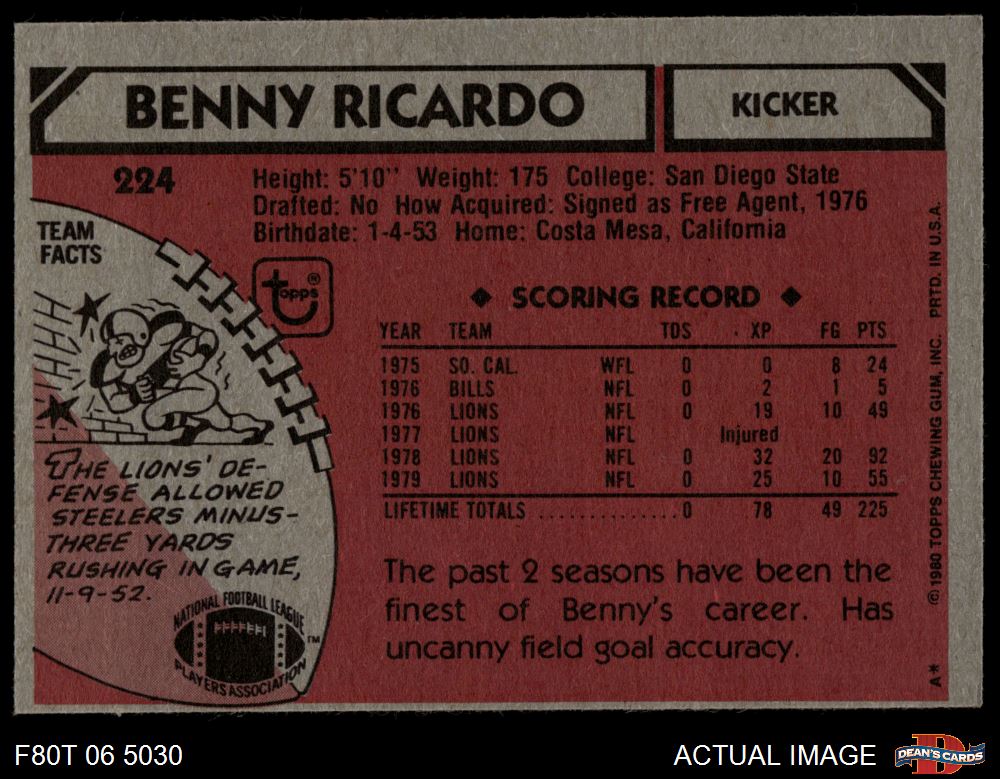 BENNY RICARDO
KICKER
224
Height: 5'10" Weight: 175 College: San Diego State
Drafted: No How Acquired: Signed as Free Agent, 1976
Birthdate: 1-4-53 Home: Costa Mesa, California
TEAM
FACTS
topps®
◆ SCORING RECORD ◆
YEAR TEAM TDS XP FG PTS
1975 SO. CAL. WFL 0 0 8 24
1976 BILLS NFL 0 2 1 5
1976 LIONS NFL 0 19 10 49
1977 LIONS NFL Injured
1978 LIONS NFL 0 32 20 92
1979 LIONS NFL 0 25 10 55
LIFETIME TOTALS ..............0 78 49 225
THE LIONS' DE-
FENSE ALLOWED
STEELERS MINUS-
THREE YARDS
RUSHING IN GAME,
11-9-52.
NATIONAL FOOTBALL LEAGUE
PLAYERS ASSOCIATION
TM
The past 2 seasons have been the
finest of Benny's career. Has
uncanny field goal accuracy.
A* ©1980 TOPPS CHEWING GUM, INC. PRTD. IN U.S.A.
F80T 06 5030
ACTUAL IMAGE
D
DEAN'S CARDS